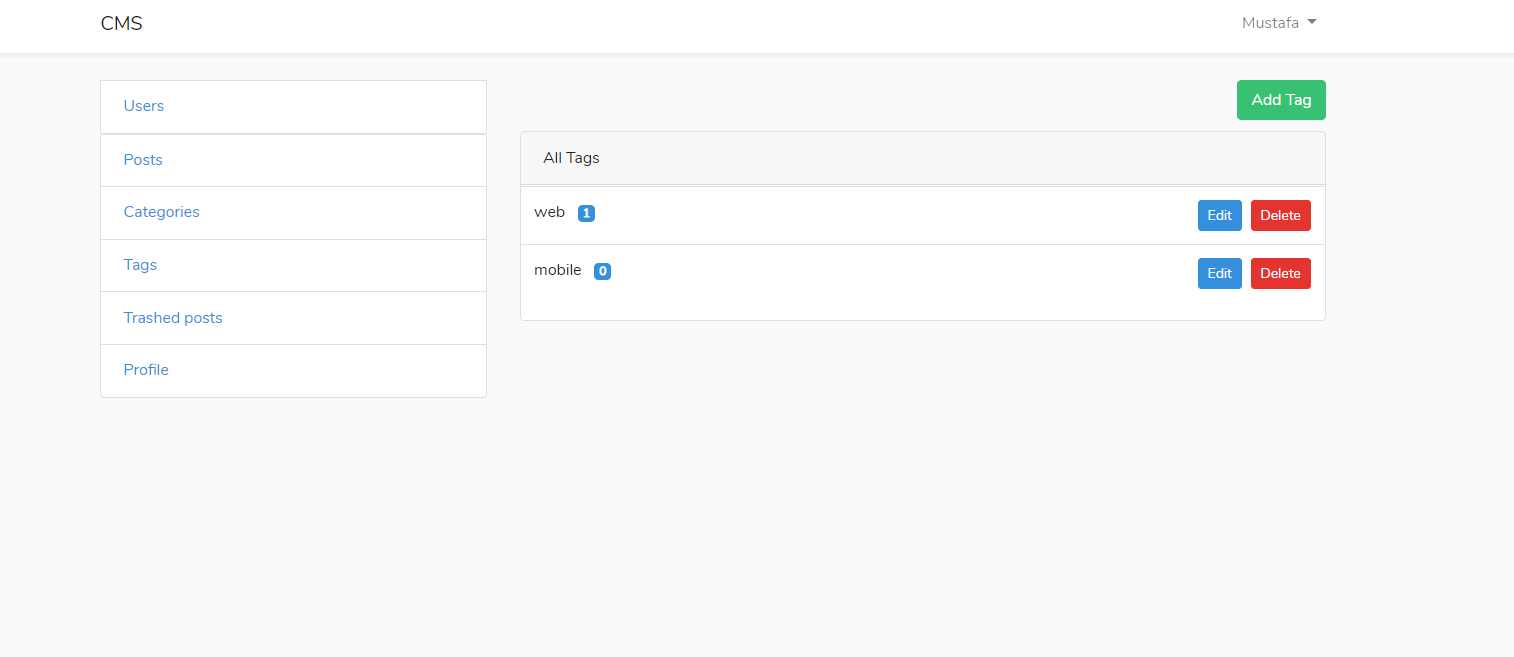 CMS
Mustafa
Users
Posts
Categories
Tags
Trashed posts
Profile
Add Tag
All Tags
web 1 Edit Delete
mobile 0 Edit Delete